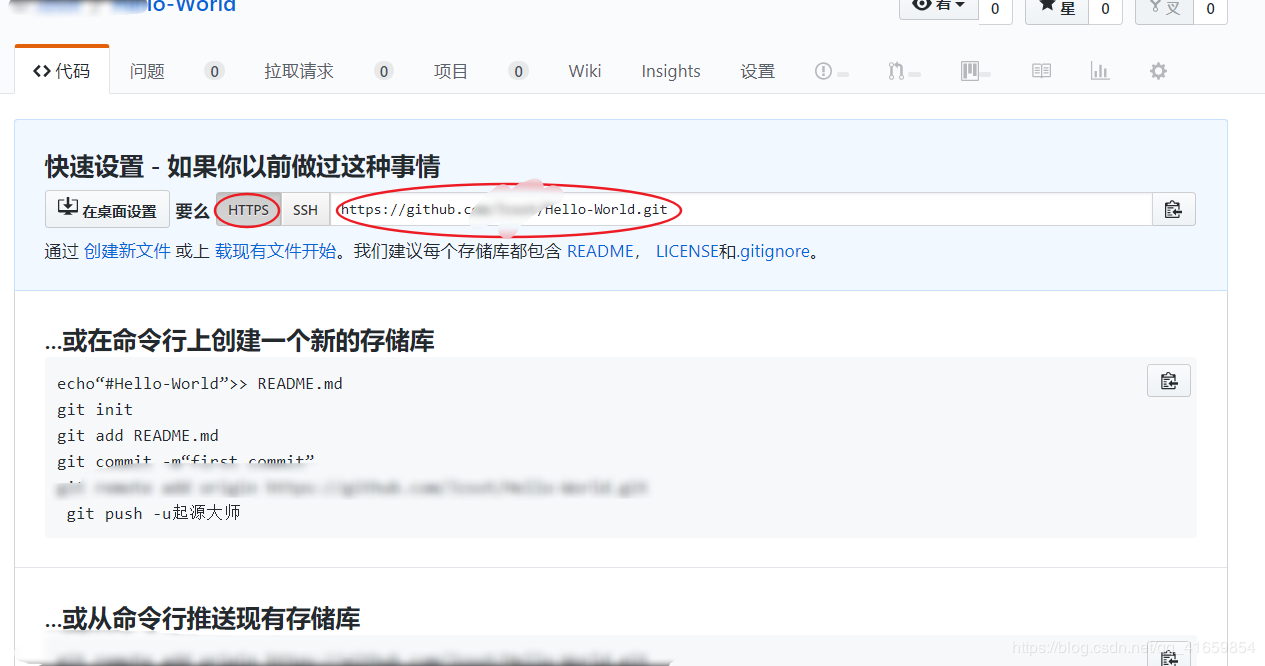 lo-World
看 0 星 0 叉 0
代码 问题 0 拉取请求 0 项目 0 Wiki Insights 设置
快速设置 - 如果你以前做过这种事情
在桌面设置 要么 HTTPS SSH https://github.c /Hello-World.git
通过 创建新文件 或上 载现有文件开始。我们建议每个存储库都包含 README， LICENSE和.gitignore。
...或在命令行上创建一个新的存储库
echo“#Hello-World”>> README.md
git init
git add README.md
git commit -m“first commit”
git push -u起源大师
...或从命令行推送现有存储库
https://blog.csdn.net/qq_41659854